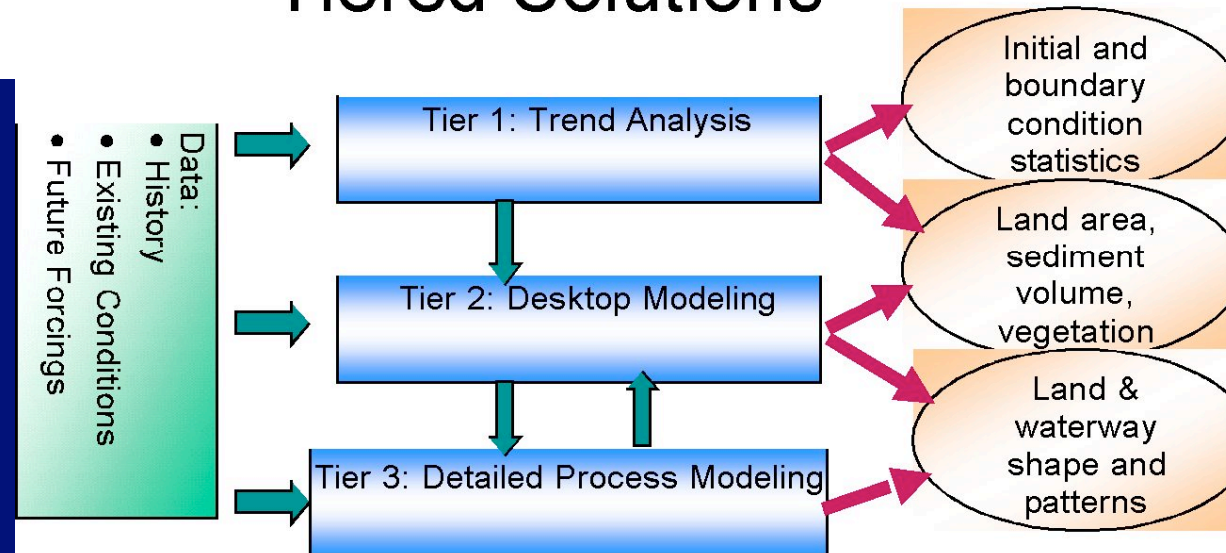 Tiered Solutions
Data:
• History
• Existing Conditions
• Future Forcings
Tier 1: Trend Analysis
Tier 2: Desktop Modeling
Tier 3: Detailed Process Modeling
Initial and
boundary
condition
statistics
Land area,
sediment
volume,
vegetation
Land &
waterway
shape and
patterns